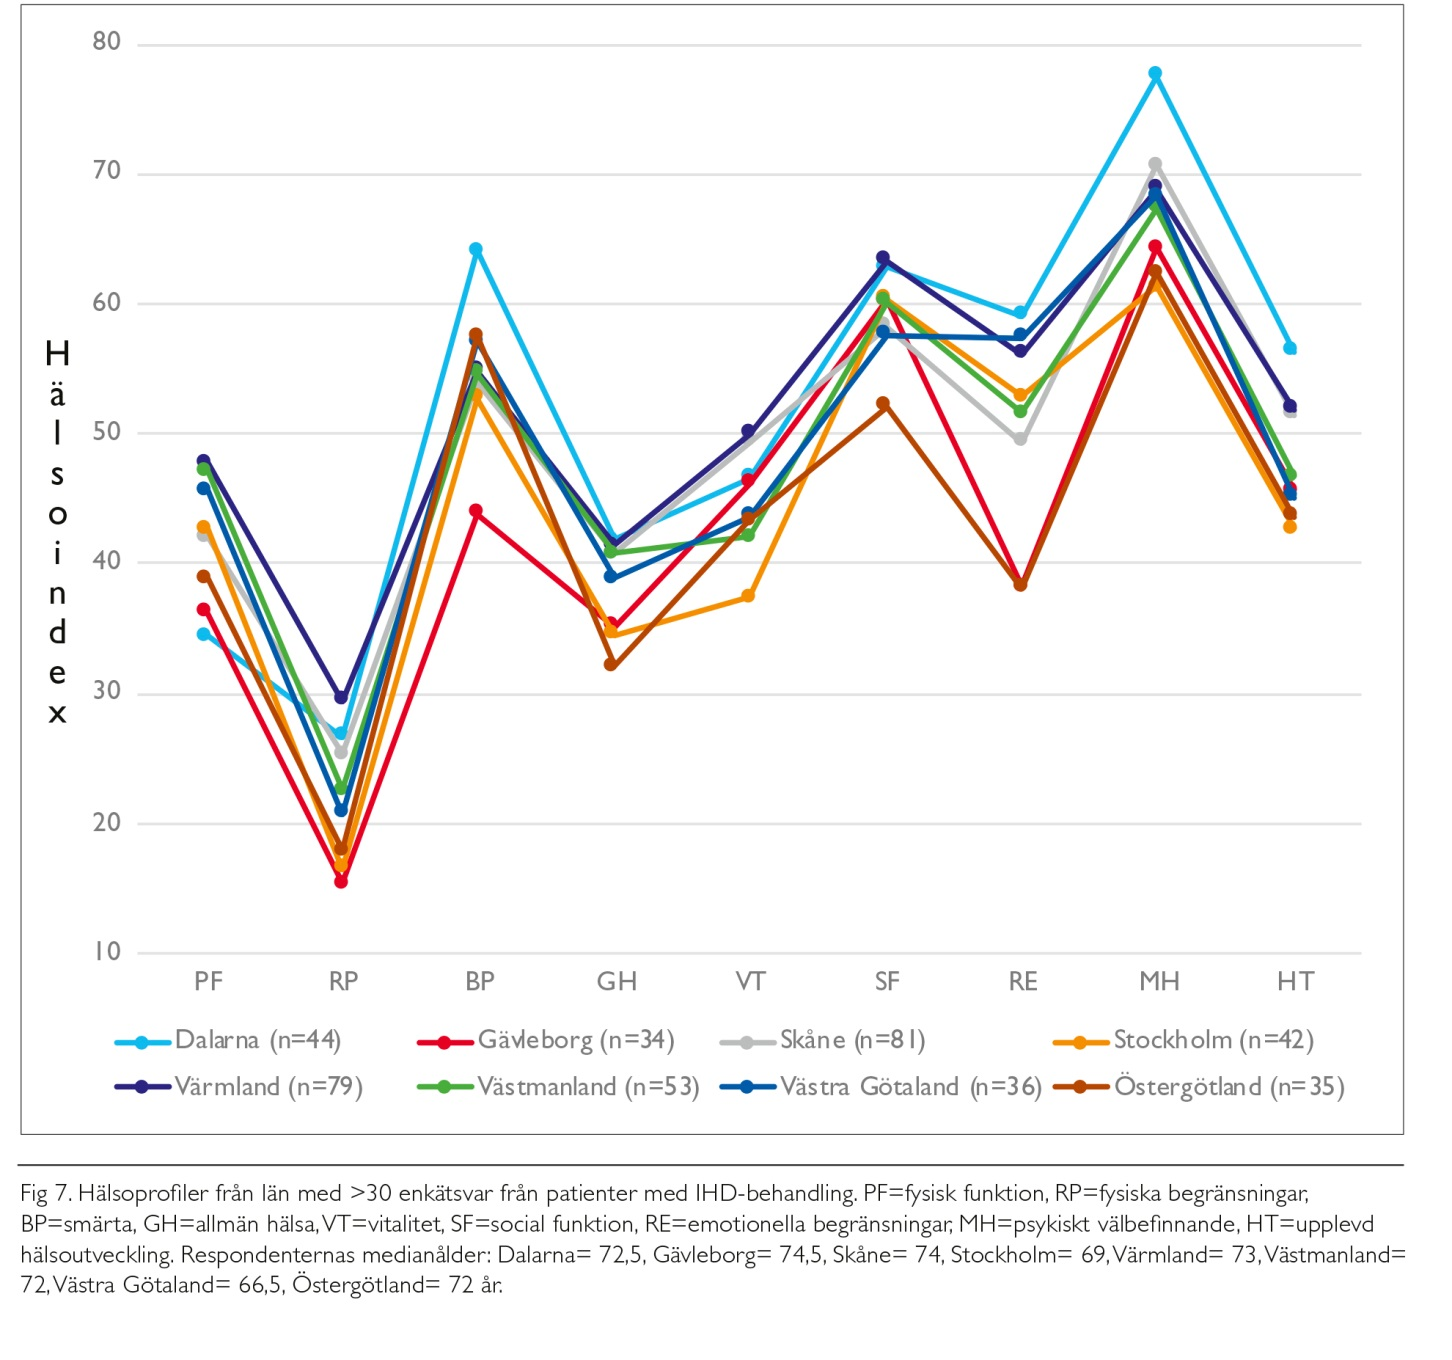 80
70
60
50
40
30
20
10
Hälsoindex
PF RP BP GH VT SF RE MH HT
Dalarna (n=44) Gävleborg (n=34) Skåne (n=81) Stockholm (n=42)
Värmland (n=79) Västmanland (n=53) Västra Götaland (n=36) Östergötland (n=35)
Fig 7. Hälsoprofiler från län med >30 enkätsvar från patienter med IHD-behandling. PF=fysisk funktion, RP=fysiska begränsningar,
BP=smärta, GH=allmän hälsa, VT=vitalitet, SF=social funktion, RE=emotionella begränsningar, MH=psykiskt välbefinnande, HT=upplevd
hälsoutveckling. Respondenternas medianålder: Dalarna= 72,5, Gävleborg= 74,5, Skåne= 74, Stockholm= 69, Värmland= 73, Västmanland=
72, Västra Götaland= 66,5, Östergötland= 72 år.